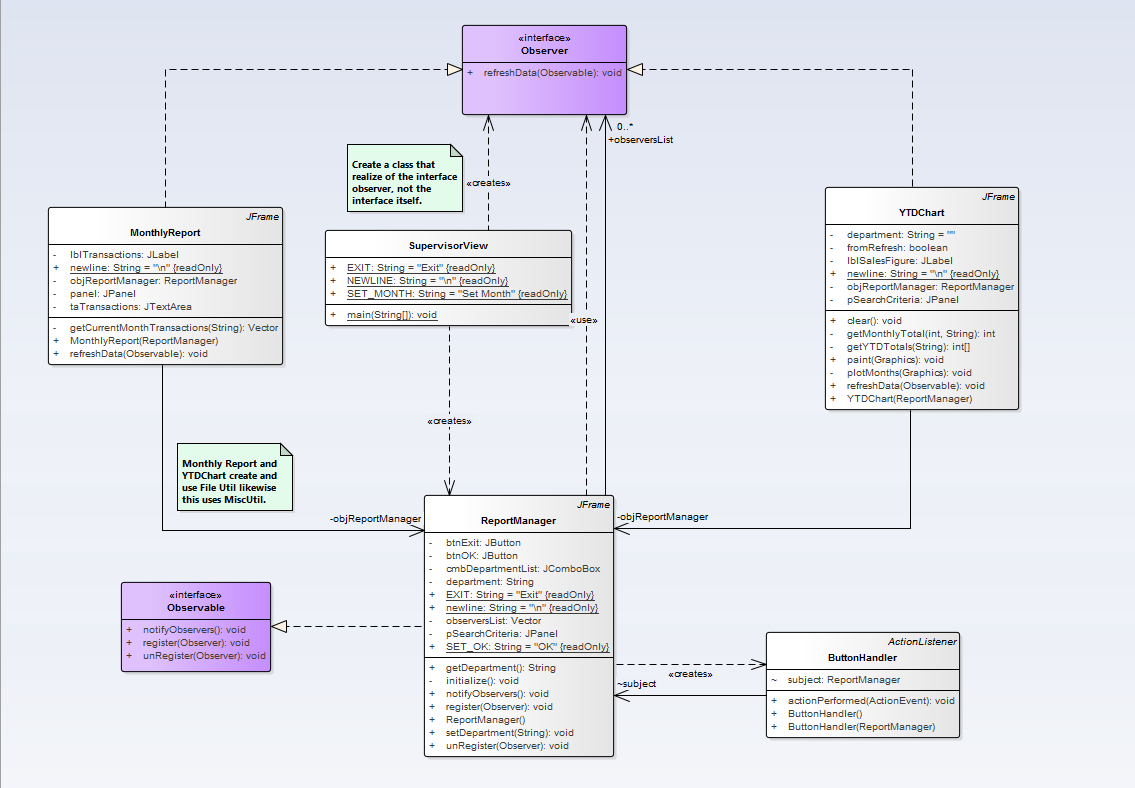 «interface»
Observer
+ refreshData(Observable): void
0..*
+observersList
Create a class that
realize of the interface
observer, not the
interface itself.
«creates»
JFrame
MonthlyReport
- lblTransactions: JLabel
+ newline: String = "\n" {readOnly}
- objReportManager: ReportManager
- panel: JPanel
- taTransactions: JTextArea
- getCurrentMonthTransactions(String): Vector
+ MonthlyReport(ReportManager)
+ refreshData(Observable): void
SupervisorView
+ EXIT: String = "Exit" {readOnly}
+ NEWLINE: String = "\n" {readOnly}
+ SET_MONTH: String = "Set Month" {readOnly}
+ main(String[]): void
«use»
JFrame
YTDChart
- department: String = ""
- fromRefresh: boolean
- lblSalesFigure: JLabel
+ newline: String = "\n" {readOnly}
- objReportManager: ReportManager
- pSearchCriteria: JPanel
+ clear(): void
- getMonthlyTotal(int, String): int
- getYTDTotals(String): int[]
+ paint(Graphics): void
- plotMonths(Graphics): void
+ refreshData(Observable): void
+ YTDChart(ReportManager)
«creates»
Monthly Report and
YTDChart create and
use File Util likewise
this uses MiscUtil.
-objReportManager
-objReportManager
JFrame
ReportManager
- btnExit: JButton
- btnOK: JButton
- cmbDepartmentList: JComboBox
- department: String
+ EXIT: String = "Exit" {readOnly}
+ newline: String = "\n" {readOnly}
- observersList: Vector
- pSearchCriteria: JPanel
+ SET_OK: String = "OK" {readOnly}
+ getDepartment(): String
- initialize(): void
+ notifyObservers(): void
+ register(Observer): void
+ ReportManager()
+ setDepartment(String): void
+ unRegister(Observer): void
«interface»
Observable
+ notifyObservers(): void
+ register(Observer): void
+ unRegister(Observer): void
«creates»
~subject
ActionListener
ButtonHandler
~ subject: ReportManager
+ actionPerformed(ActionEvent): void
+ ButtonHandler()
+ ButtonHandler(ReportManager)